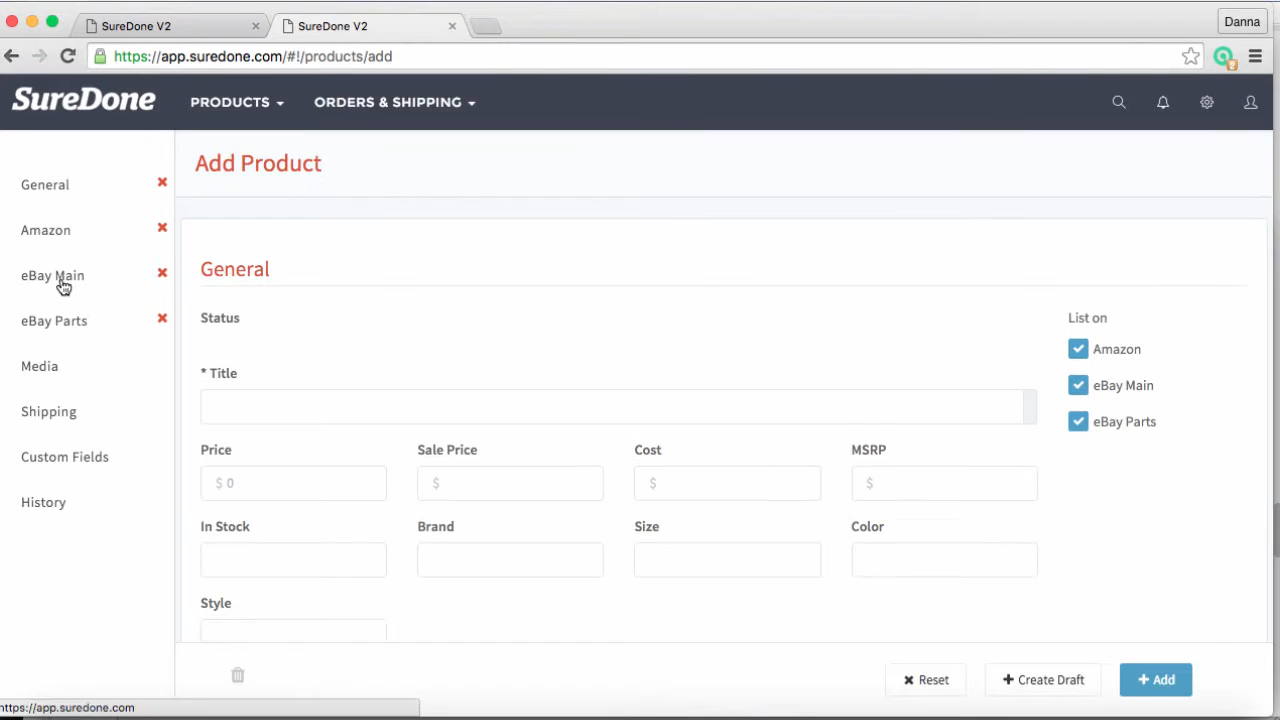 SureDone V2
SureDone V2
Danna
https://app.suredone.com/#!/products/add
SureDone
PRODUCTS
ORDERS & SHIPPING
General
Amazon
eBay Main
eBay Parts
Media
Shipping
Custom Fields
History
Add Product
General
Status
* Title
Price
Sale Price
Cost
MSRP
$ 0
$
$
$
In Stock
Brand
Size
Color
Style
List on
Amazon
eBay Main
eBay Parts
Reset
Create Draft
Add
https://app.suredone.com